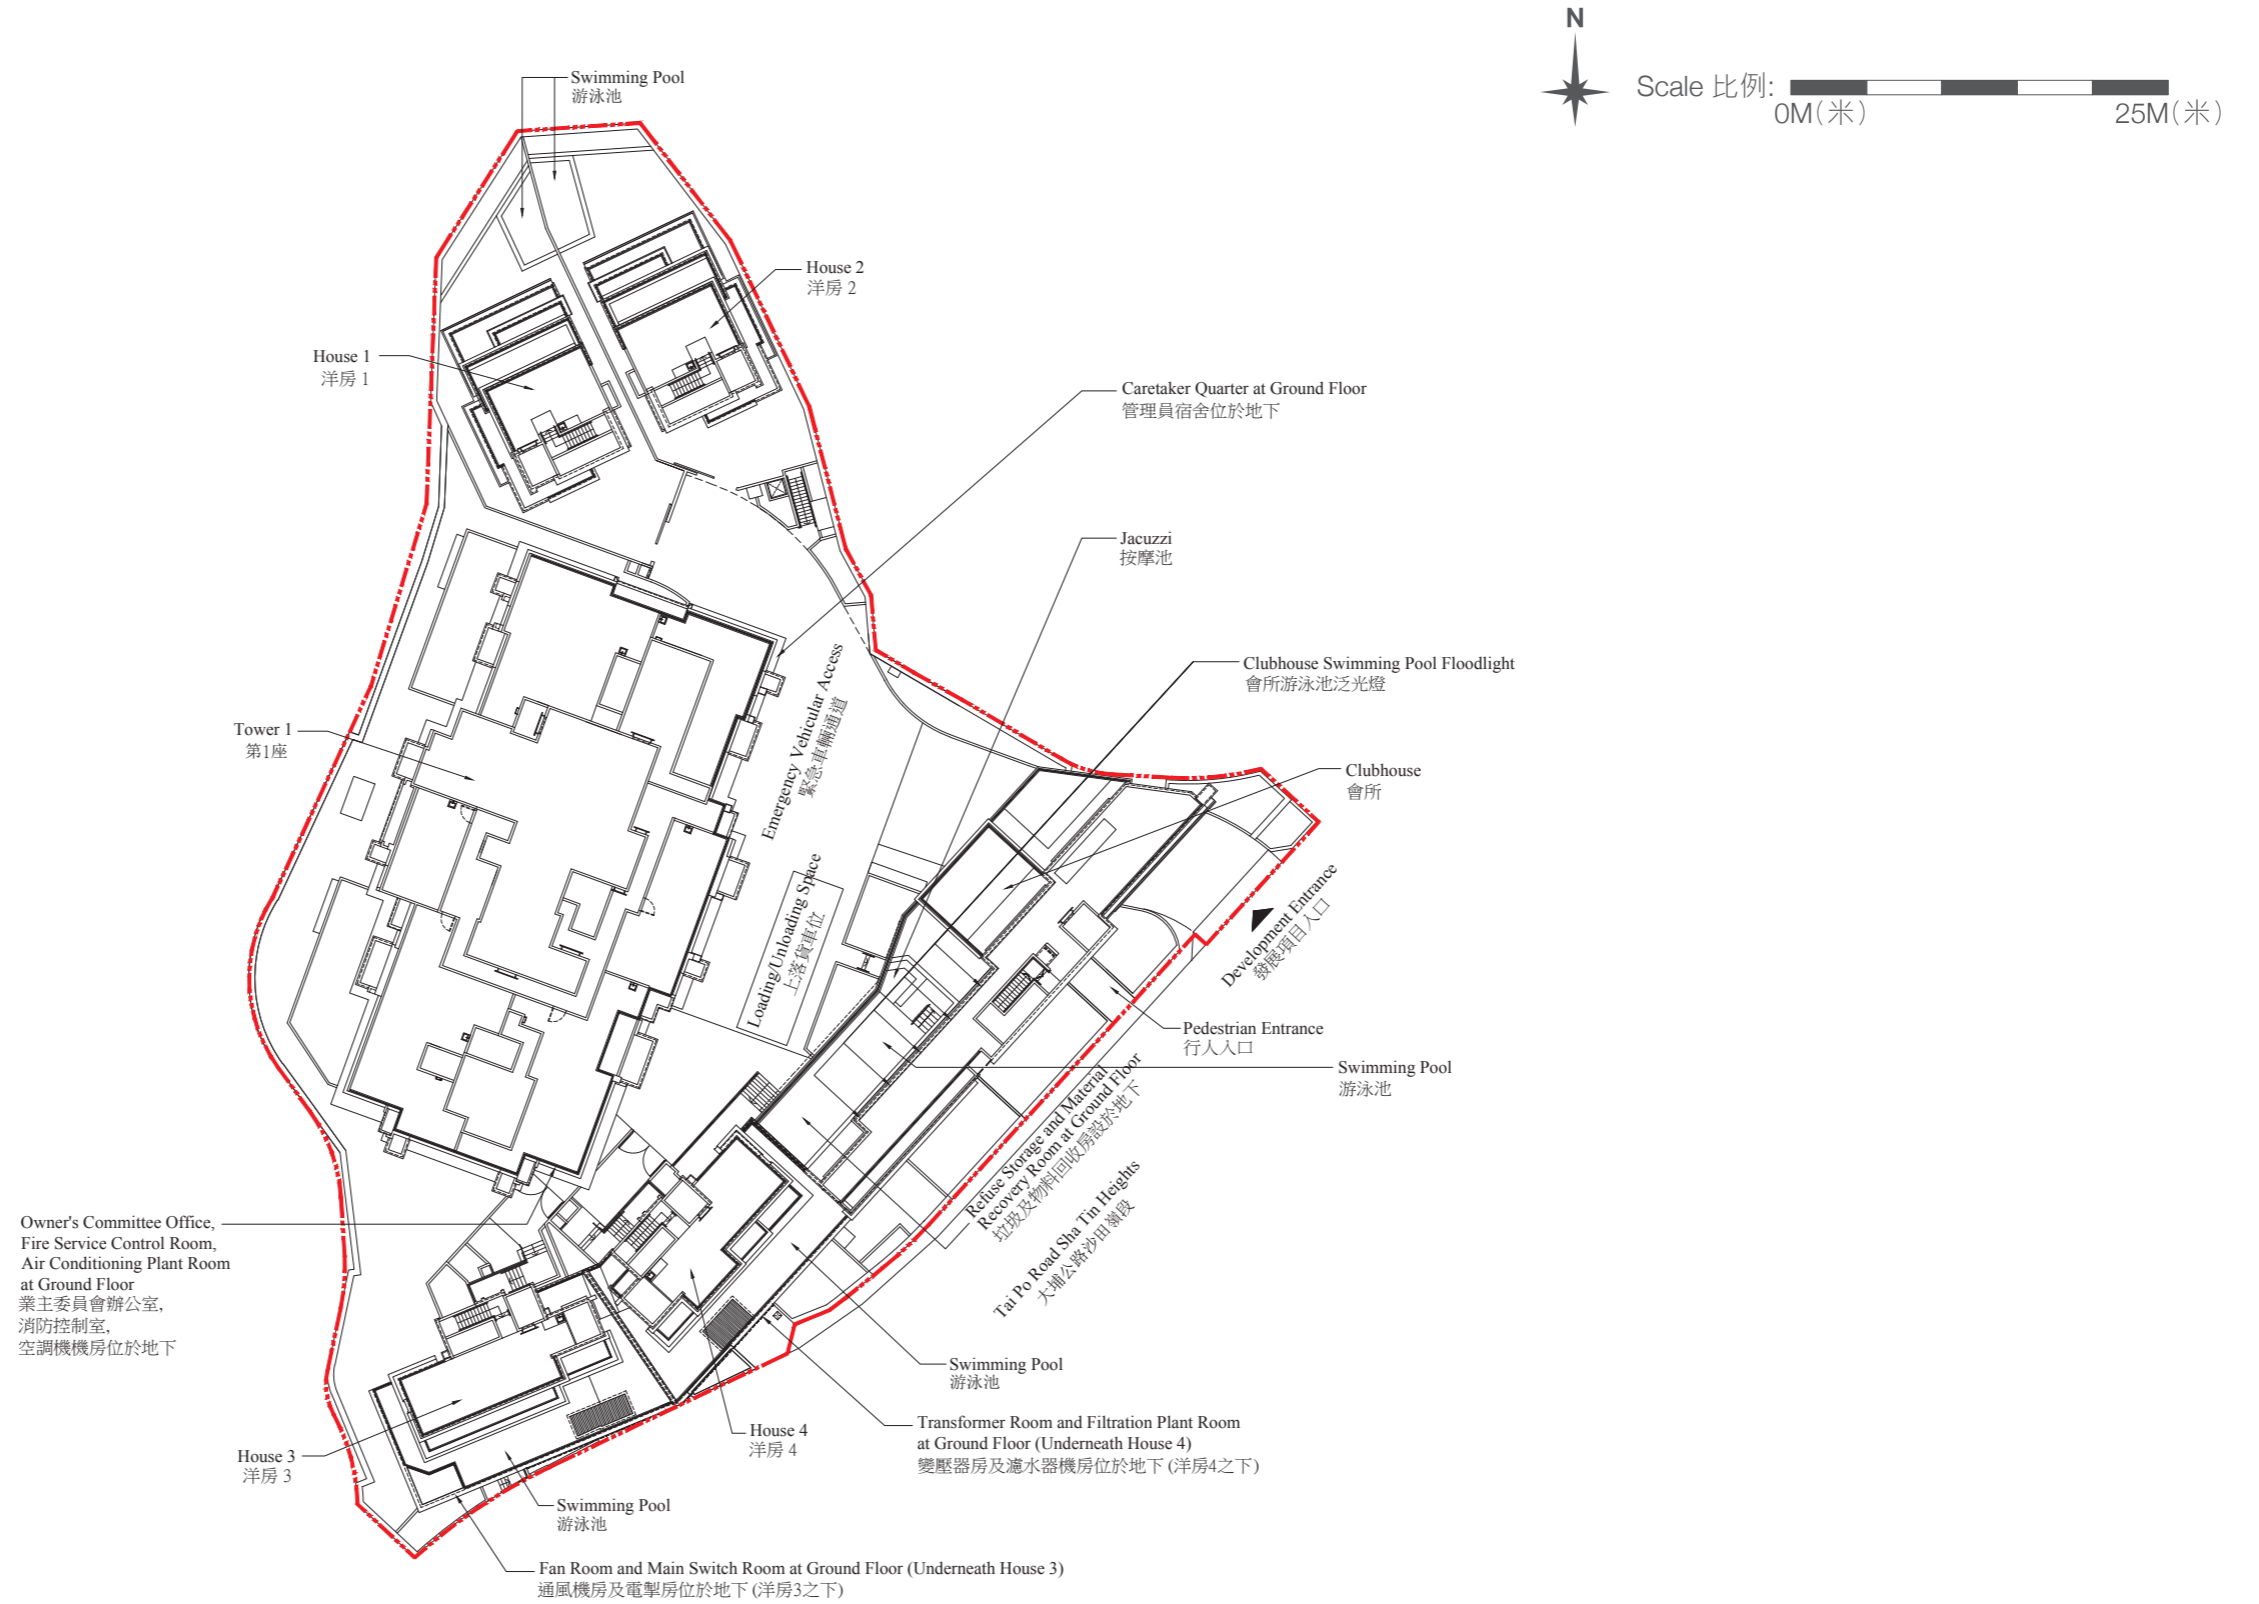 N
Scale 比例:
0M(米)
25M(米)
Swimming Pool
游泳池
House 2
洋房 2
House 1
洋房 1
Caretaker Quarter at Ground Floor
管理員宿舍位於地下
Jacuzzi
按摩池
Clubhouse Swimming Pool Floodlight
會所游泳池泛光燈
Emergency Vehicular Access
緊急車輛通道
Tower 1
第1座
Clubhouse
會所
Loading/Unloading Space
上落貨車位
Development Entrance
發展項目入口
Pedestrian Entrance
行人入口
Swimming Pool
游泳池
Refuse Storage and Material
Recovery Room at Ground Floor
垃圾及物料回收房設於地下
Tai Po Road Sha Tin Heights
大埔公路沙田嶺段
Owner's Committee Office,
Fire Service Control Room,
Air Conditioning Plant Room
at Ground Floor
業主委員會辦公室,
消防控制室,
空調機機房位於地下
Swimming Pool
游泳池
Transformer Room and Filtration Plant Room
at Ground Floor (Underneath House 4)
變壓器房及濾水器機房位於地下 (洋房4之下)
House 4
洋房 4
House 3
洋房 3
Swimming Pool
游泳池
Fan Room and Main Switch Room at Ground Floor (Underneath House 3)
通風機房及電掣房位於地下 (洋房3之下)